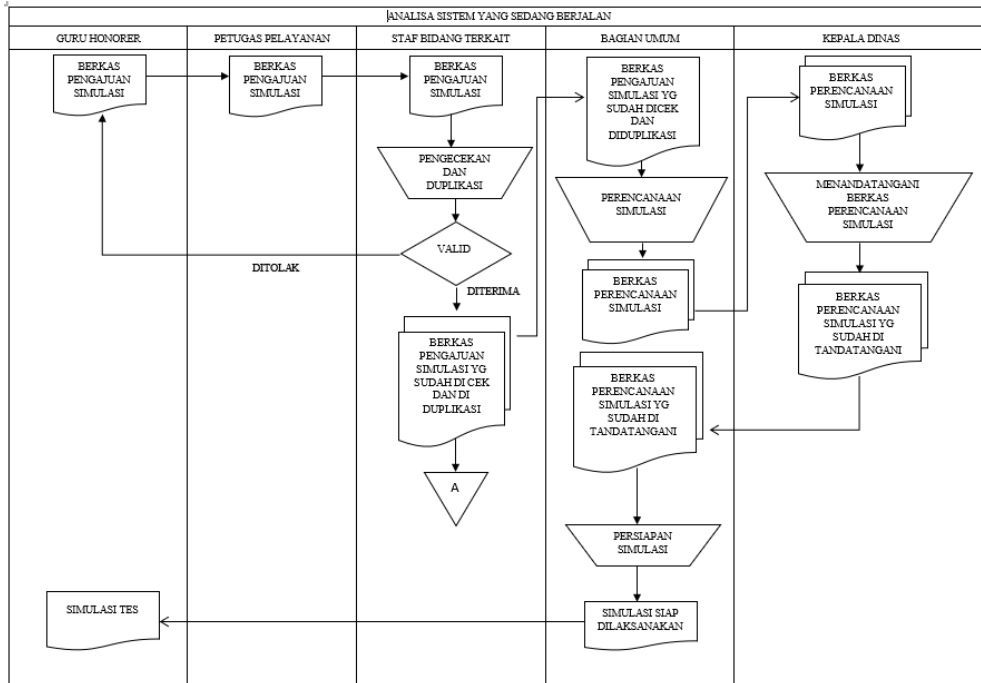 ANALISA SISTEM YANG SEDANG BERJALAN
GURU HONORER
PETUGAS PELAYANAN
STAF BIDANG TERKAIT
BAGIAN UMUM
KEPALA DINAS
BERKAS
PENGAJUAN
SIMULASI
BERKAS
PENGAJUAN
SIMULASI
BERKAS
PENGAJUAN
SIMULASI
BERKAS
PENGAJUAN
SIMULASI YG
SUDAH DICEK
DAN
DIDUPLIKASI
BERKAS
PERENCANAAN
SIMULASI
PENGECEKAN
DAN
DUPLIKASI
PERENCANAAN
SIMULASI
MENANDATANGANI
BERKAS
PERENCANAAN
SIMULASI
VALID
DITOLAK
DITERIMA
BERKAS
PERENCANAAN
SIMULASI
BERKAS
PERENCANAAN
SIMULASI YG
SUDAH DI
TANDATANGANI
BERKAS
PENGAJUAN
SIMULASI YG
SUDAH DI CEK
DAN DI
DUPLIKASI
BERKAS
PERENCANAAN
SIMULASI YG
SUDAH DI
TANDATANGANI
A
PERSIAPAN
SIMULASI
SIMULASI TES
SIMULASI SIAP
DILAKSANAKAN